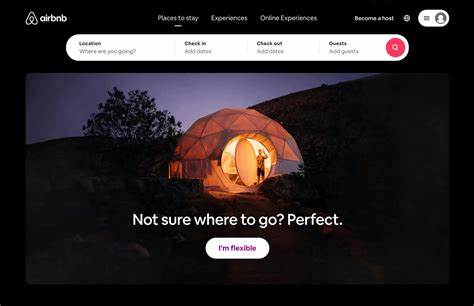 airbnb
Places to stay Experiences Online Experiences
Become a host
Location Check in Check out Guests
Where are you going? Add dates Add dates Add guests
Not sure where to go? Perfect.
I'm flexible